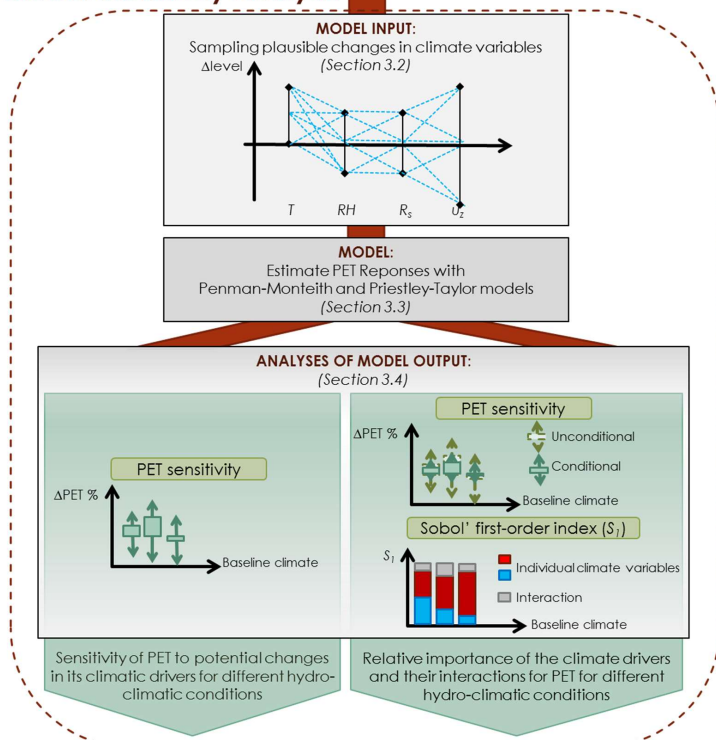 MODEL INPUT:
Sampling plausible changes in climate variables
(Section 3.2)
Δlevel
T RH Rs Uz
MODEL:
Estimate PET Reponses with
Penman-Monteith and Priestley-Taylor models
(Section 3.3)
ANALYSES OF MODEL OUTPUT:
(Section 3.4)
PET sensitivity
ΔPET %
Baseline climate
PET sensitivity
ΔPET %
Unconditional
Conditional
Baseline climate
Sobol' first-order index (S1)
S1
Individual climate variables
Interaction
Baseline climate
Sensitivity of PET to potential changes
in its climatic drivers for different hydro-
climatic conditions
Relative importance of the climate drivers
and their interactions for PET for different
hydro-climatic conditions